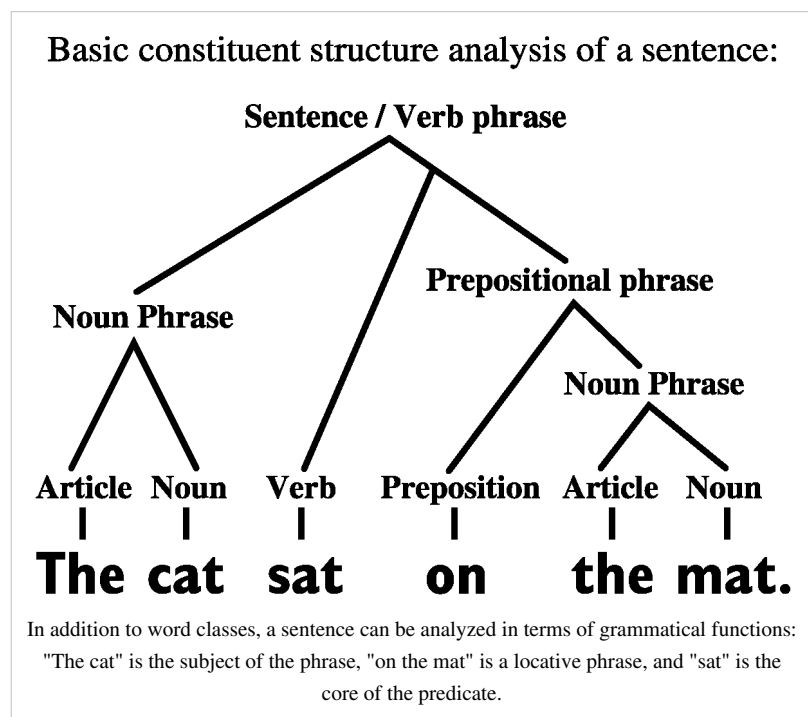 Basic constituent structure analysis of a sentence:
Sentence / Verb phrase
Prepositional phrase
Noun Phrase
Noun Phrase
Article Noun Verb Preposition Article Noun
The cat sat on the mat.
In addition to word classes, a sentence can be analyzed in terms of grammatical functions:
"The cat" is the subject of the phrase, "on the mat" is a locative phrase, and "sat" is the
core of the predicate.